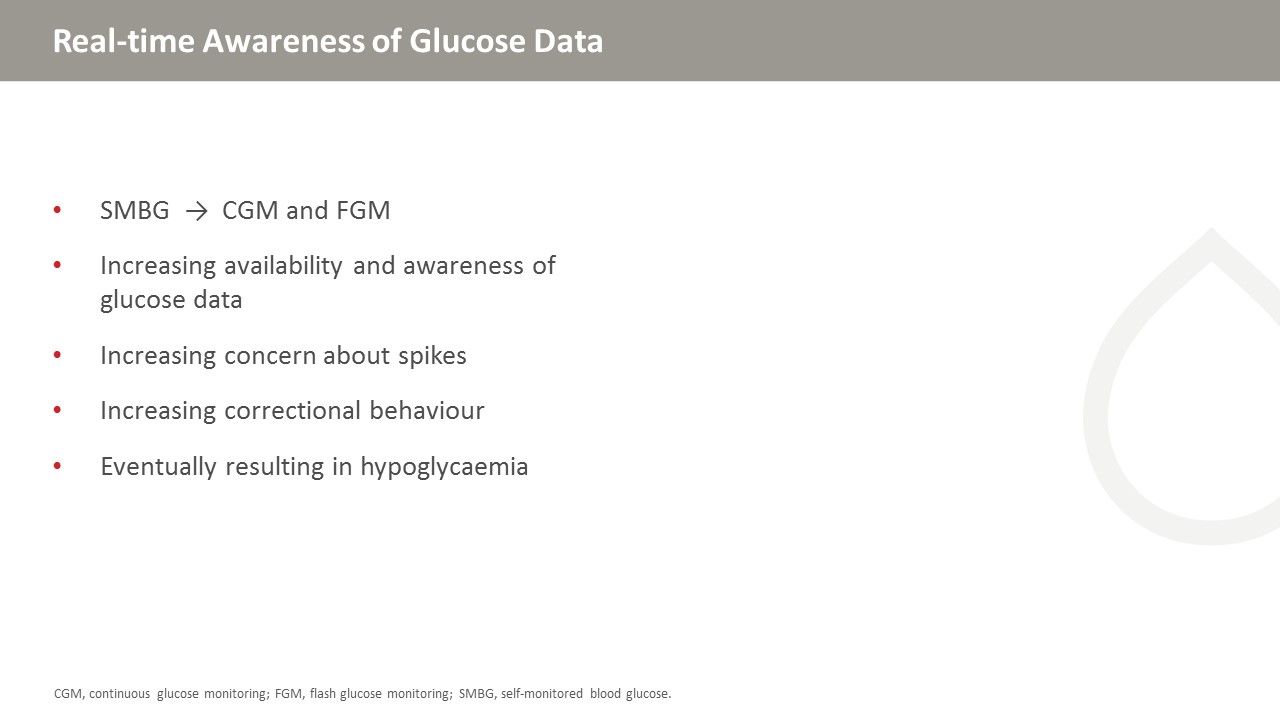 Real-time Awareness of Glucose Data
• SMBG → CGM and FGM
• Increasing availability and awareness of
glucose data
• Increasing concern about spikes
• Increasing correctional behaviour
• Eventually resulting in hypoglycaemia
CGM, continuous glucose monitoring; FGM, flash glucose monitoring; SMBG, self-monitored blood glucose.